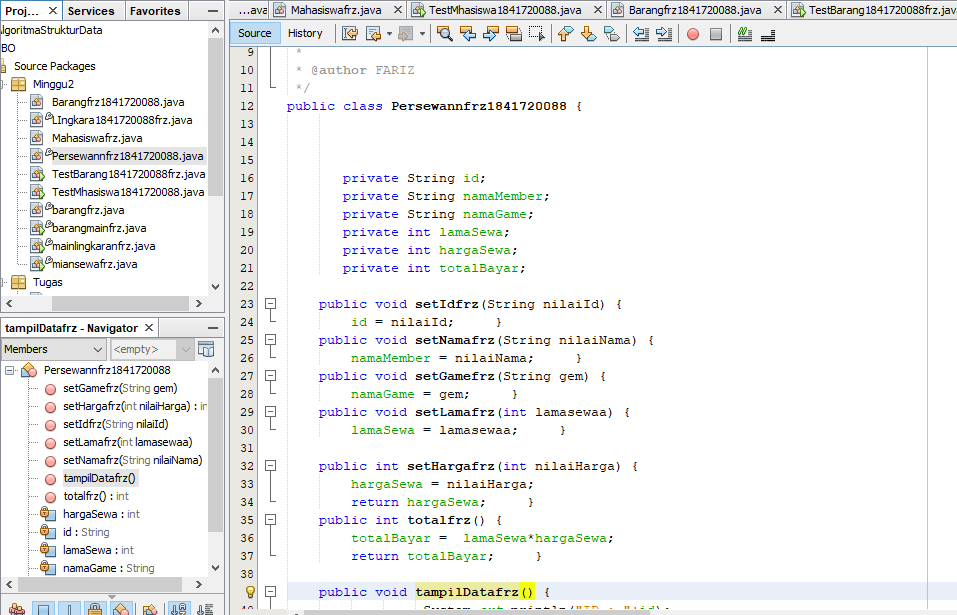 Proj... × Services Favorites
AlgoritmaStrukturData
BO
Source Packages
Minggu2
Barangfrz1841720088.java
LIngkara1841720088frz.java
Mahasiswafrz.java
Persewannfrz1841720088.java
TestBarang1841720088frz.java
TestMhasiswa1841720088.java
barangfrz.java
barangmainfrz.java
mainlingkaranfrz.java
miansewafrz.java
Tugas
tampilDatafrz - Navigator ×
Members <empty>
Persewannfrz1841720088
setGamefrz(String gem)
setHargafrz(int nilaiHarga) : in
setIdfrz(String nilaiId)
setLamafrz(int lamasewaa)
setNamafrz(String nilaiNama)
tampilDatafrz()
totalfrz() : int
hargaSewa : int
id : String
lamaSewa : int
namaGame : String
...ava Mahasiswafrz.java × TestMhasiswa1841720088.java × Barangfrz1841720088.java × TestBarang1841720088frz.jav
Source History
9 *
10 * @author FARIZ
11 */
12 public class Persewannfrz1841720088 {
13
14
15
16 private String id;
17 private String namaMember;
18 private String namaGame;
19 private int lamaSewa;
20 private int hargaSewa;
21 private int totalBayar;
22
23 public void setIdfrz(String nilaiId) {
24 id = nilaiId; }
25 public void setNamafrz(String nilaiNama) {
26 namaMember = nilaiNama; }
27 public void setGamefrz(String gem) {
28 namaGame = gem; }
29 public void setLamafrz(int lamasewaa) {
30 lamaSewa = lamasewaa; }
31
32 public int setHargafrz(int nilaiHarga) {
33 hargaSewa = nilaiHarga;
34 return hargaSewa; }
35 public int totalfrz() {
36 totalBayar = lamaSewa*hargaSewa;
37 return totalBayar; }
38
public void tampilDatafrz() {
40 System.out.println("ID : "+id);